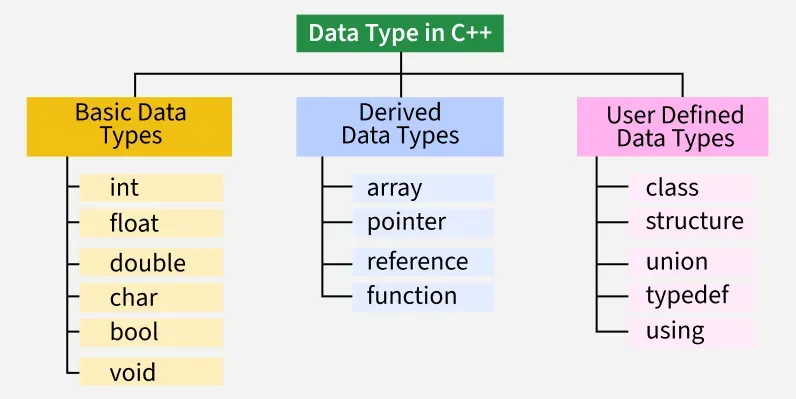 Data Type in C++
Basic Data
Types
int
float
double
char
bool
void
Derived
Data Types
array
pointer
reference
function
User Defined
Data Types
class
structure
union
typedef
using